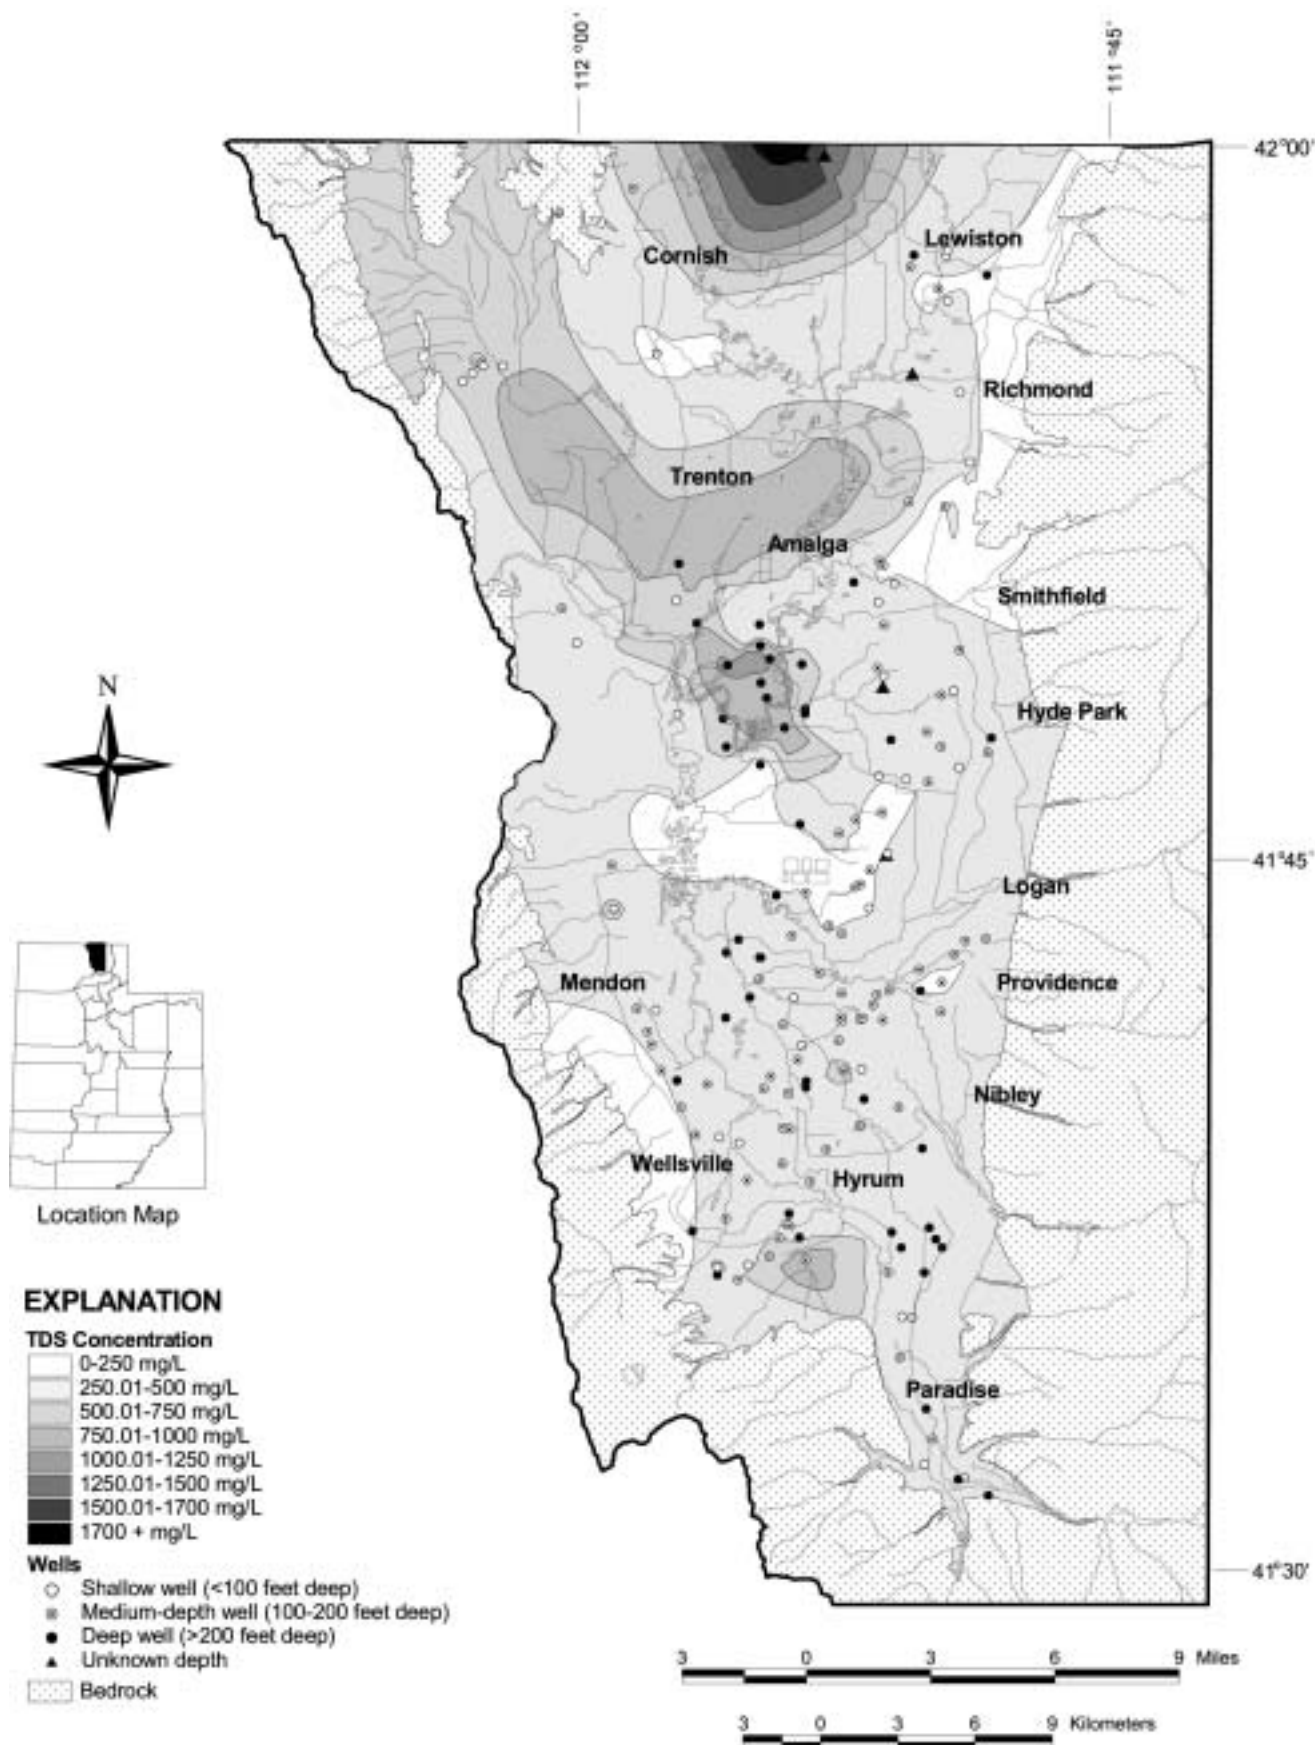 112°00'
111°45'
42°00'
Lewiston
Cornish
Richmond
Trenton
Amalga
Smithfield
N
Hyde Park
41°45'
Logan
Mendon
Providence
Nibley
Wellsville
Hyrum
Location Map
EXPLANATION
TDS Concentration
0-250 mg/L
250.01-500 mg/L
500.01-750 mg/L
750.01-1000 mg/L
1000.01-1250 mg/L
1250.01-1500 mg/L
1500.01-1700 mg/L
1700 + mg/L
Paradise
Wells
Shallow well (<100 feet deep)
Medium-depth well (100-200 feet deep)
Deep well (>200 feet deep)
Unknown depth
Bedrock
41°30'
3 0 3 6 9 Miles
3 0 3 6 9 Kilometers